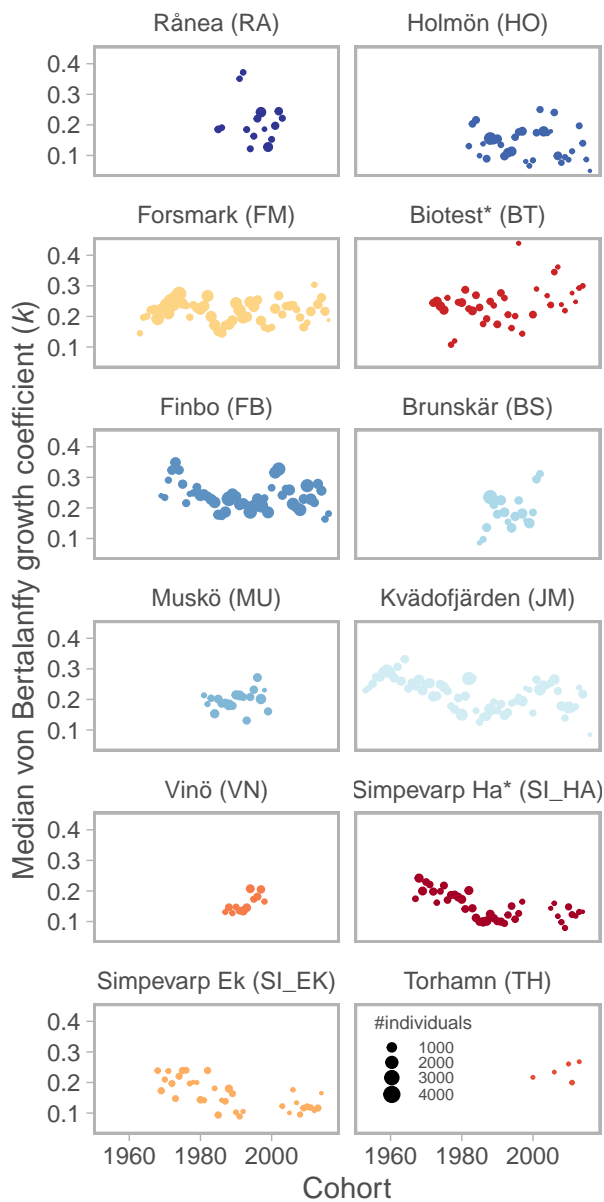 Rånea (RA)
Holmön (HO)
0.4
0.3
0.2
0.1
Forsmark (FM)
Biotest* (BT)
0.4
0.3
0.2
0.1
Finbo (FB)
Brunskär (BS)
0.4
0.3
0.2
0.1
Muskö (MU)
Kvädofjärden (JM)
0.4
0.3
0.2
0.1
Vinö (VN)
Simpevarp Ha* (SI_HA)
0.4
0.3
0.2
0.1
Simpevarp Ek (SI_EK)
Torhamn (TH)
0.4
0.3
0.2
0.1
#individuals
1000
2000
3000
4000
1960
1980
2000
1960
1980
2000
Cohort
Median von Bertalanffy growth coefficient (k)